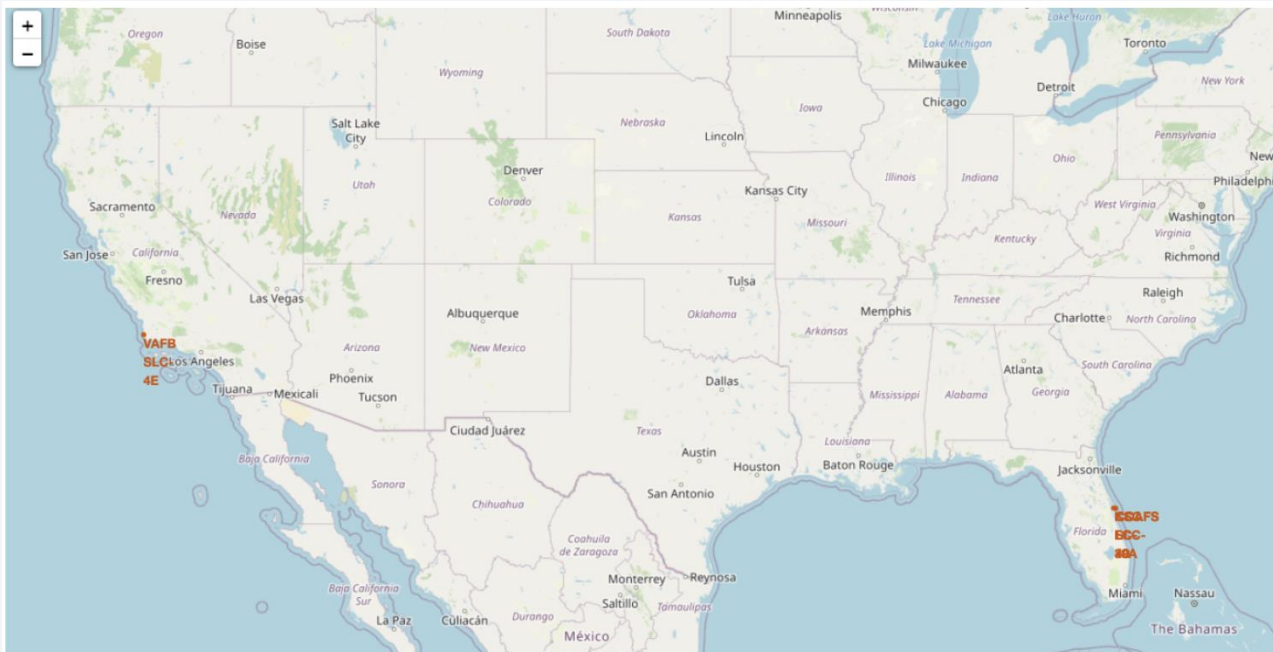 +
−
Wisconsin
Lake Huron
Minneapolis
Oregon
South Dakota
Boise
Lake Michigan
Toronto
Milwaukee
Wyoming
Detroit
New York
Chicago
Iowa
Nebraska
Salt Lake
City
Lincoln
Pennsylvania
Ohio
New
Denver
Illinois
Indiana
Utah
Kansas City
Philadelphi
Colorado
Sacramento
West Virginia
Nevada
Kansas
Missouri
Washington
Virginia
Kentucky
San Jose
California
Richmond
Fresno
Tulsa
Las Vegas
Raleigh
Tennessee
Albuquerque
Oklahoma
Memphis
Charlotte
North Carolina
Arkansas
VAFB
SLC-
4E
Los Angeles
Arizona
New Mexico
Atlanta
South Carolina
Phoenix
Dallas
Tijuana
Mexicali
Tucson
Mississippi
Alabama
Georgia
Ciudad Juárez
Texas
Louisiana
Austin
Baja California
Houston
Baton Rouge
Jacksonville
Sonora
San Antonio
Chihuahua
Florida
Coahuila
de Zaragoza
Monterrey
Reynosa
Baja California
Sur
Miami
Nassau
Saltillo
Tamaulipas
La Paz
Culiacán
Durango
México
The Bahamas